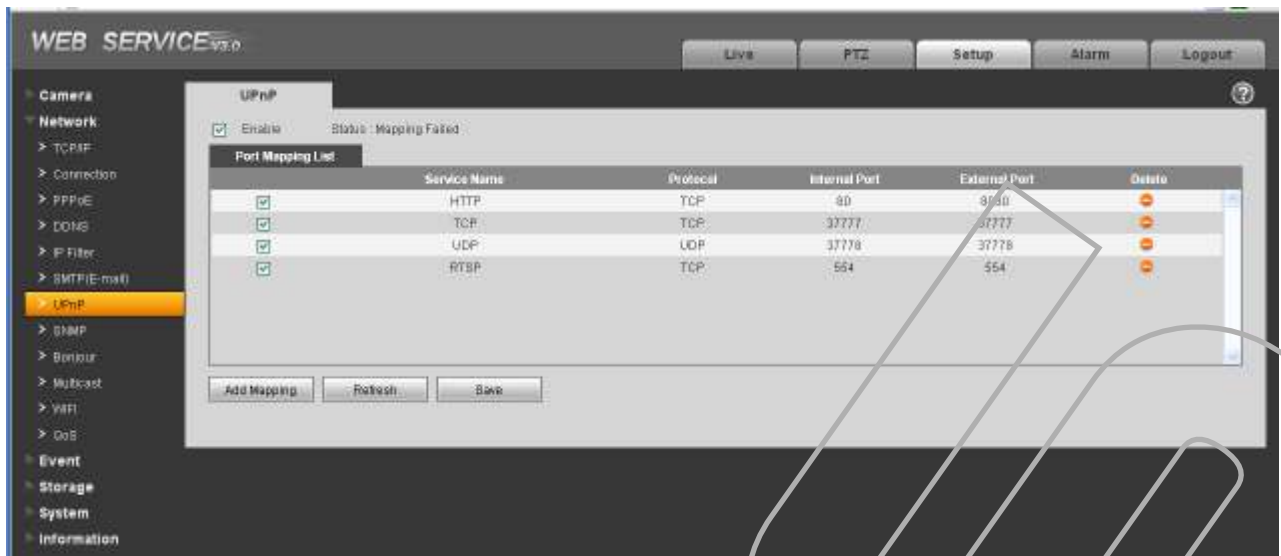 WEB SERVICE V3.0
Live PTZ Setup Alarm Logout
Camera
Network
TCP/IP
Connection
PPPoE
DDNS
IP Filter
SMTP(E-mail)
UPnP
SNMP
Bonjour
Multicast
WIFI
QoS
Event
Storage
System
Information
UPnP
Enable Status : Mapping Failed
Port Mapping List
Service Name Protocol Internal Port External Port Delete
HTTP TCP 80 8080
TCP TCP 37777 37777
UDP UDP 37778 37778
RTSP TCP 554 554
Add Mapping Refresh Save